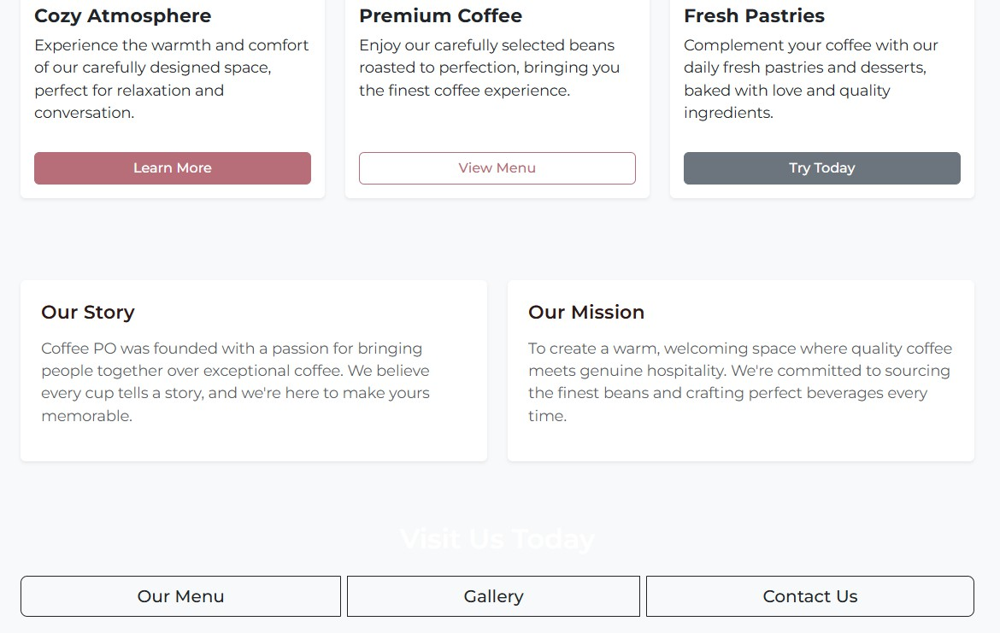 Cozy Atmosphere
Experience the warmth and comfort
of our carefully designed space,
perfect for relaxation and
conversation.
Learn More
Premium Coffee
Enjoy our carefully selected beans
roasted to perfection, bringing you
the finest coffee experience.
View Menu
Fresh Pastries
Complement your coffee with our
daily fresh pastries and desserts,
baked with love and quality
ingredients.
Try Today
Our Story
Coffee PO was founded with a passion for bringing
people together over exceptional coffee. We believe
every cup tells a story, and we're here to make yours
memorable.
Our Mission
To create a warm, welcoming space where quality coffee
meets genuine hospitality. We're committed to sourcing
the finest beans and crafting perfect beverages every
time.
Visit Us Today
Our Menu
Gallery
Contact Us